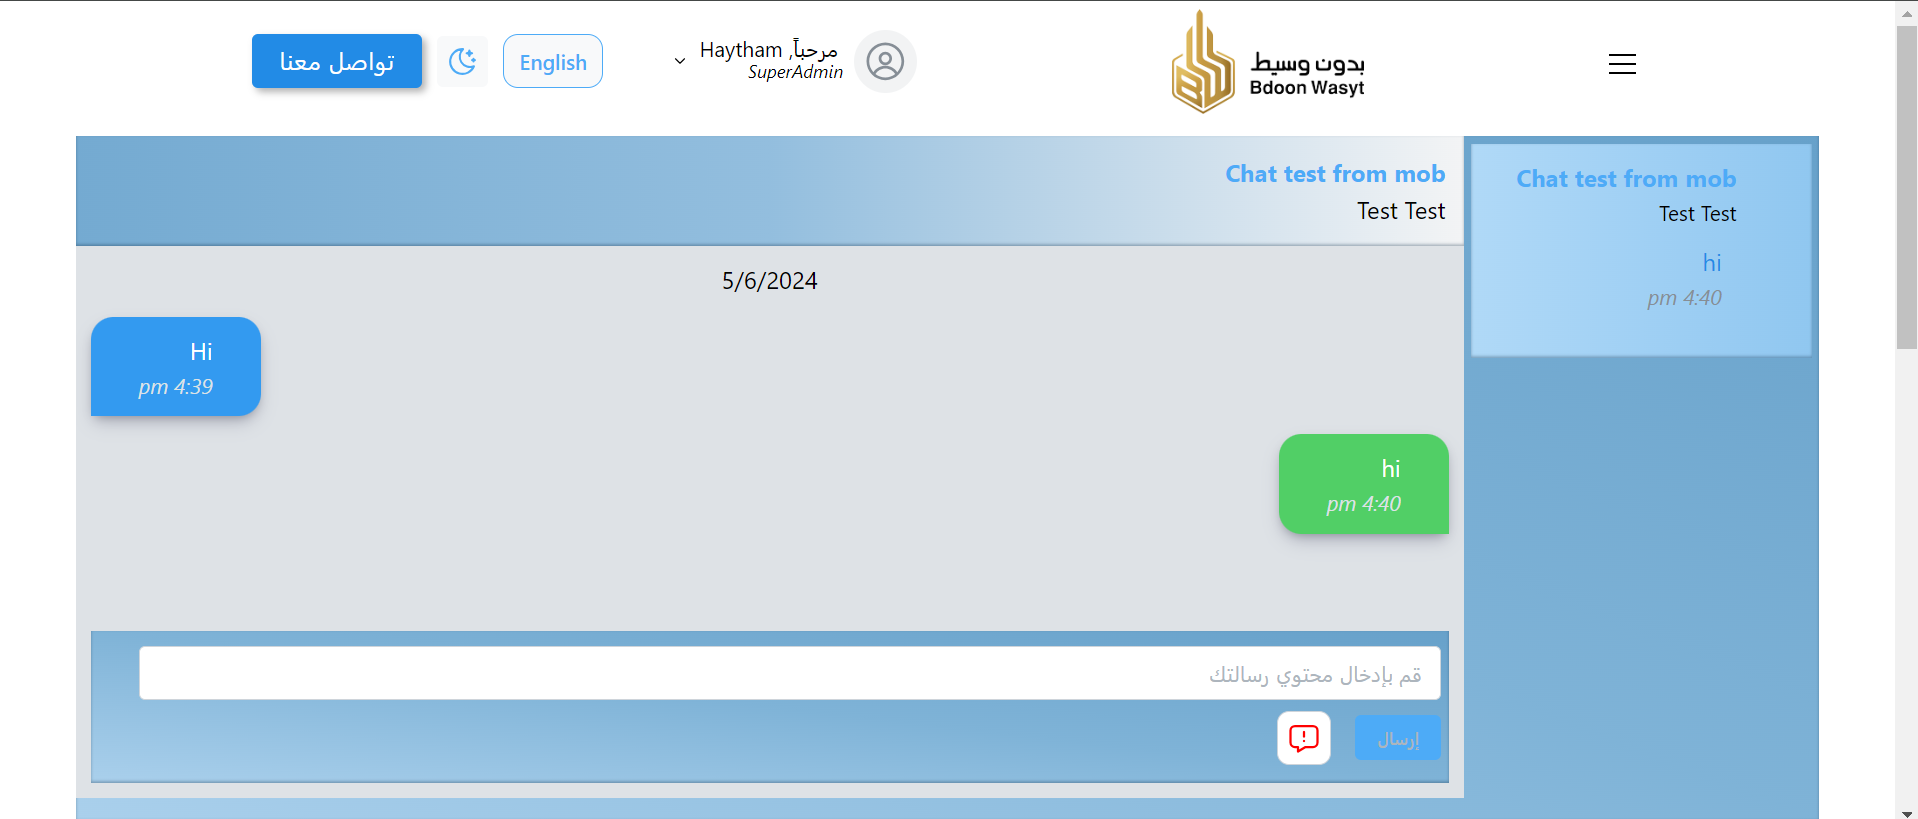 بدون وسيط
Bdoon Wasyt
مرحباً, Haytham
SuperAdmin
English
تواصل معنا
Chat test from mob
Test Test
hi
pm 4:40
Chat test from mob
Test Test
5/6/2024
Hi
pm 4:39
hi
pm 4:40
قم بإدخال محتوي رسالتك
إرسال